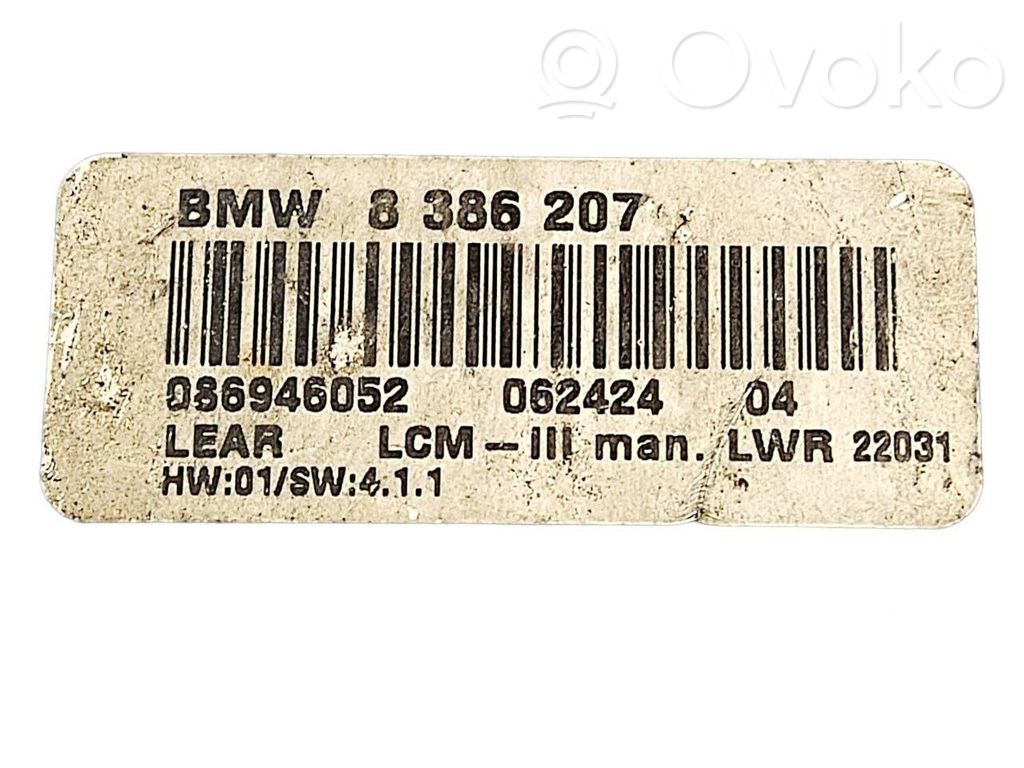 Ovoko
BMW 8 386 207
086946052 062424 04
LEAR LCM-III man. LWR 22031
HW:01/SW:4.1.1